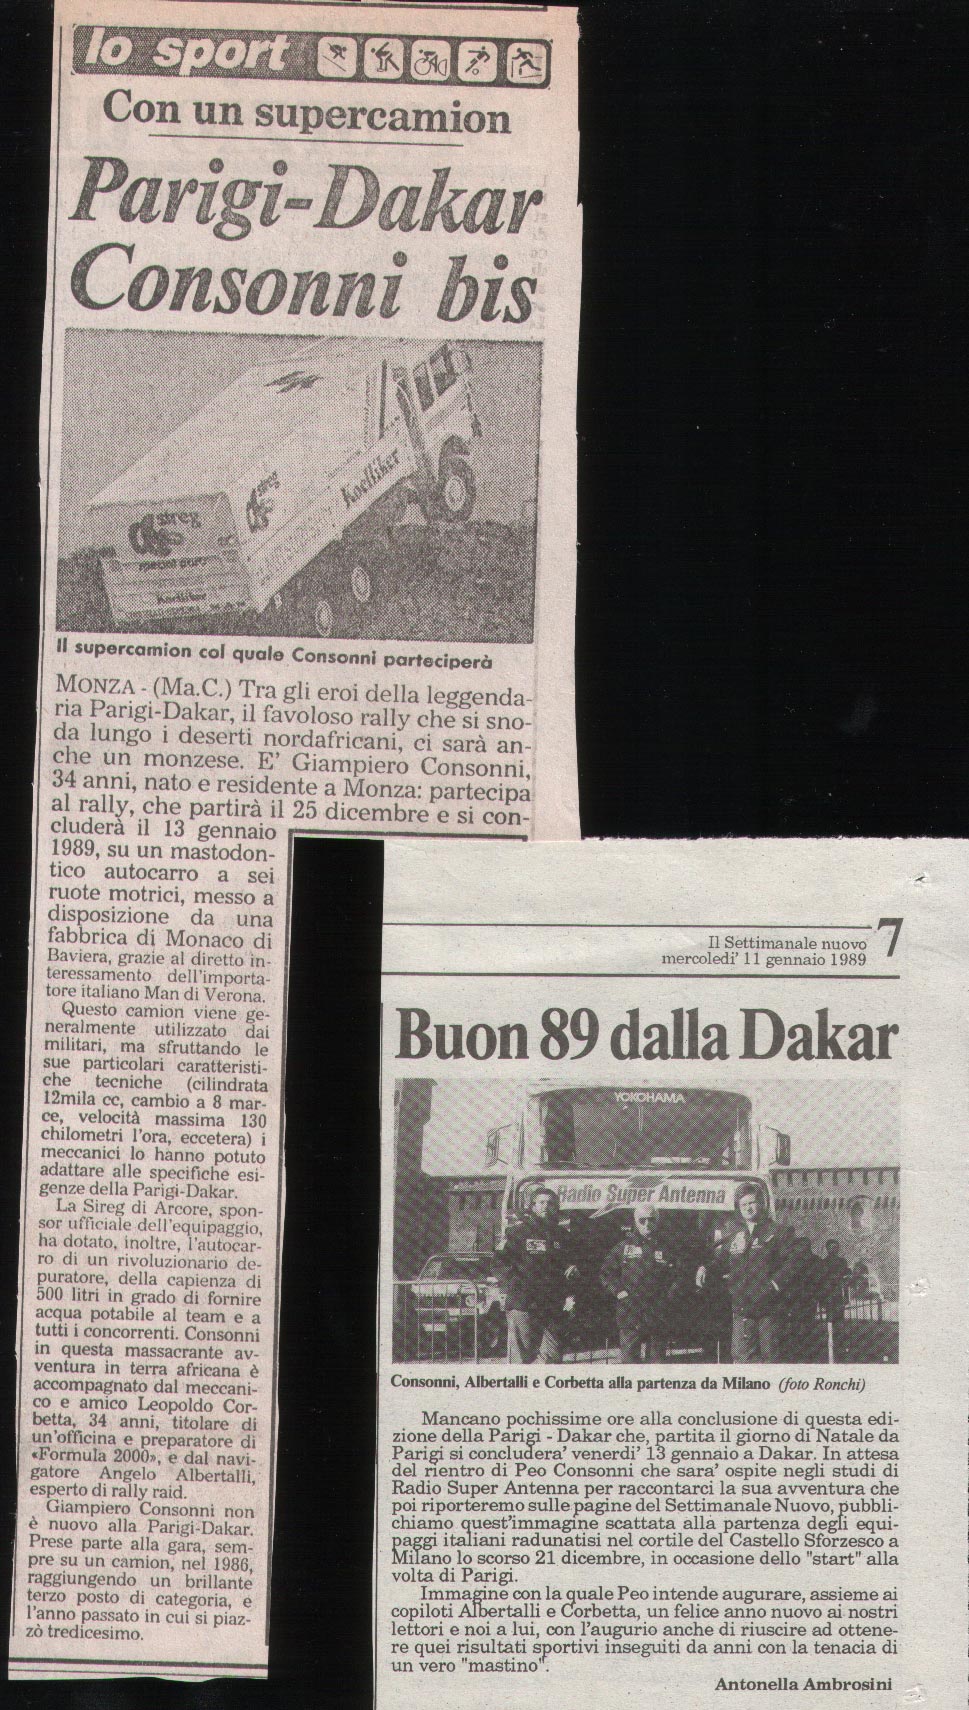 lo sport
Con un supercamion
Parigi-Dakar
Consonni bis
streg
streg
Koelliker
Koelliker
Il supercamion col quale Consonni parteciperà
MONZA - (Ma.C.) Tra gli eroi della leggenda-
ria Parigi-Dakar, il favoloso rally che si sno-
da lungo i deserti nordafricani, ci sarà an-
che un monzese. E' Giampiero Consonni,
34 anni, nato e residente a Monza: partecipa
al rally, che partirà il 25 dicembre e si con-
cluderà il 13 gennaio
1989, su un mastodon-
tico autocarro a sei
ruote motrici, messo a
disposizione da una
fabbrica di Monaco di
Baviera, grazie al diretto in-
teressamento dell'importa-
tore italiano Man di Verona.
Questo camion viene ge-
neralmente utilizzato dai
militari, ma sfruttando le
sue particolari caratteristi-
che tecniche (cilindrata
12mila cc, cambio a 8 mar-
ce, velocità massima 130
chilometri l'ora, eccetera) i
meccanici lo hanno potuto
adattare alle specifiche esi-
genze della Parigi-Dakar.
La Sireg di Arcore, spon-
sor ufficiale dell'equipaggio,
ha dotato, inoltre, l'autocar-
ro di un rivoluzionario de-
puratore, della capienza di
500 litri in grado di fornire
acqua potabile al team e a
tutti i concorrenti. Consonni
in questa massacrante av-
ventura in terra africana è
accompagnato dal meccani-
co e amico Leopoldo Cor-
betta, 34 anni, titolare di
un'officina e preparatore di
«Formula 2000», e dal navi-
gatore Angelo Albertalli,
esperto di rally raid.
Giampiero Consonni non
è nuovo alla Parigi-Dakar.
Prese parte alla gara, sem-
pre su un camion, nel 1986,
raggiungendo un brillante
terzo posto di categoria, e
l'anno passato in cui si piaz-
zò tredicesimo.
Il Settimanale nuovo 7
mercoledi' 11 gennaio 1989
Buon 89 dalla Dakar
YOKOHAMA
Radio Super Antenna
Consonni, Albertalli e Corbetta alla partenza da Milano (foto Ronchi)
Mancano pochissime ore alla conclusione di questa edi-
zione della Parigi - Dakar che, partita il giorno di Natale da
Parigi si concludera' venerdi' 13 gennaio a Dakar. In attesa
del rientro di Peo Consonni che sara' ospite negli studi di
Radio Super Antenna per raccontarci la sua avventura che
poi riporteremo sulle pagine del Settimanale Nuovo, pubbli-
chiamo quest'immagine scattata alla partenza degli equi-
paggi italiani radunatisi nel cortile del Castello Sforzesco a
Milano lo scorso 21 dicembre, in occasione dello "start" alla
volta di Parigi.
Immagine con la quale Peo intende augurare, assieme ai
copiloti Albertalli e Corbetta, un felice anno nuovo ai nostri
lettori e noi a lui, con l'augurio anche di riuscire ad ottene-
re quei risultati sportivi inseguiti da anni con la tenacia di
un vero "mastino".
Antonella Ambrosini